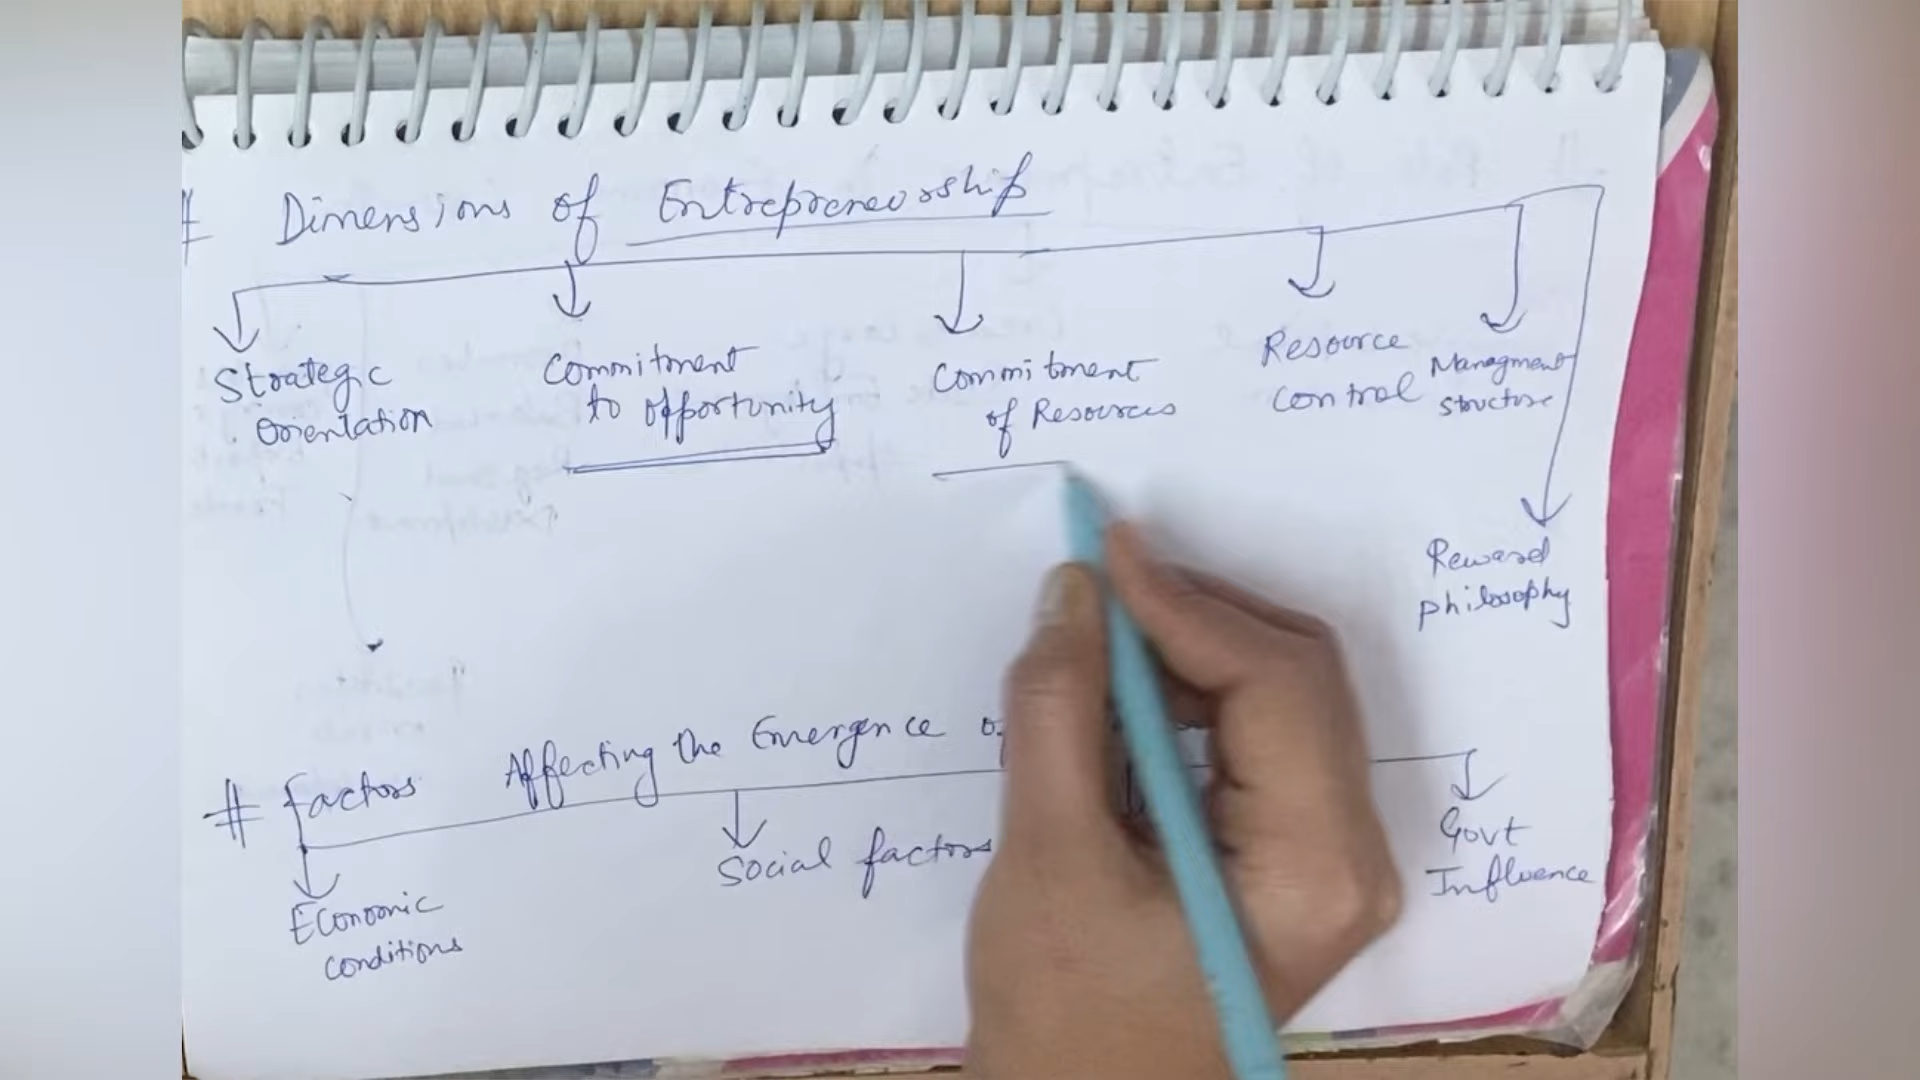 # Dimensions of Entrepreneurship
Strategic
Orientation
Commitment
to opportunity
Commitment
of Resources
Resource
control
Managment
structure
Reward
philosophy
# factors Affecting the Emergence
Economic
conditions
Social factors
Govt
Influence